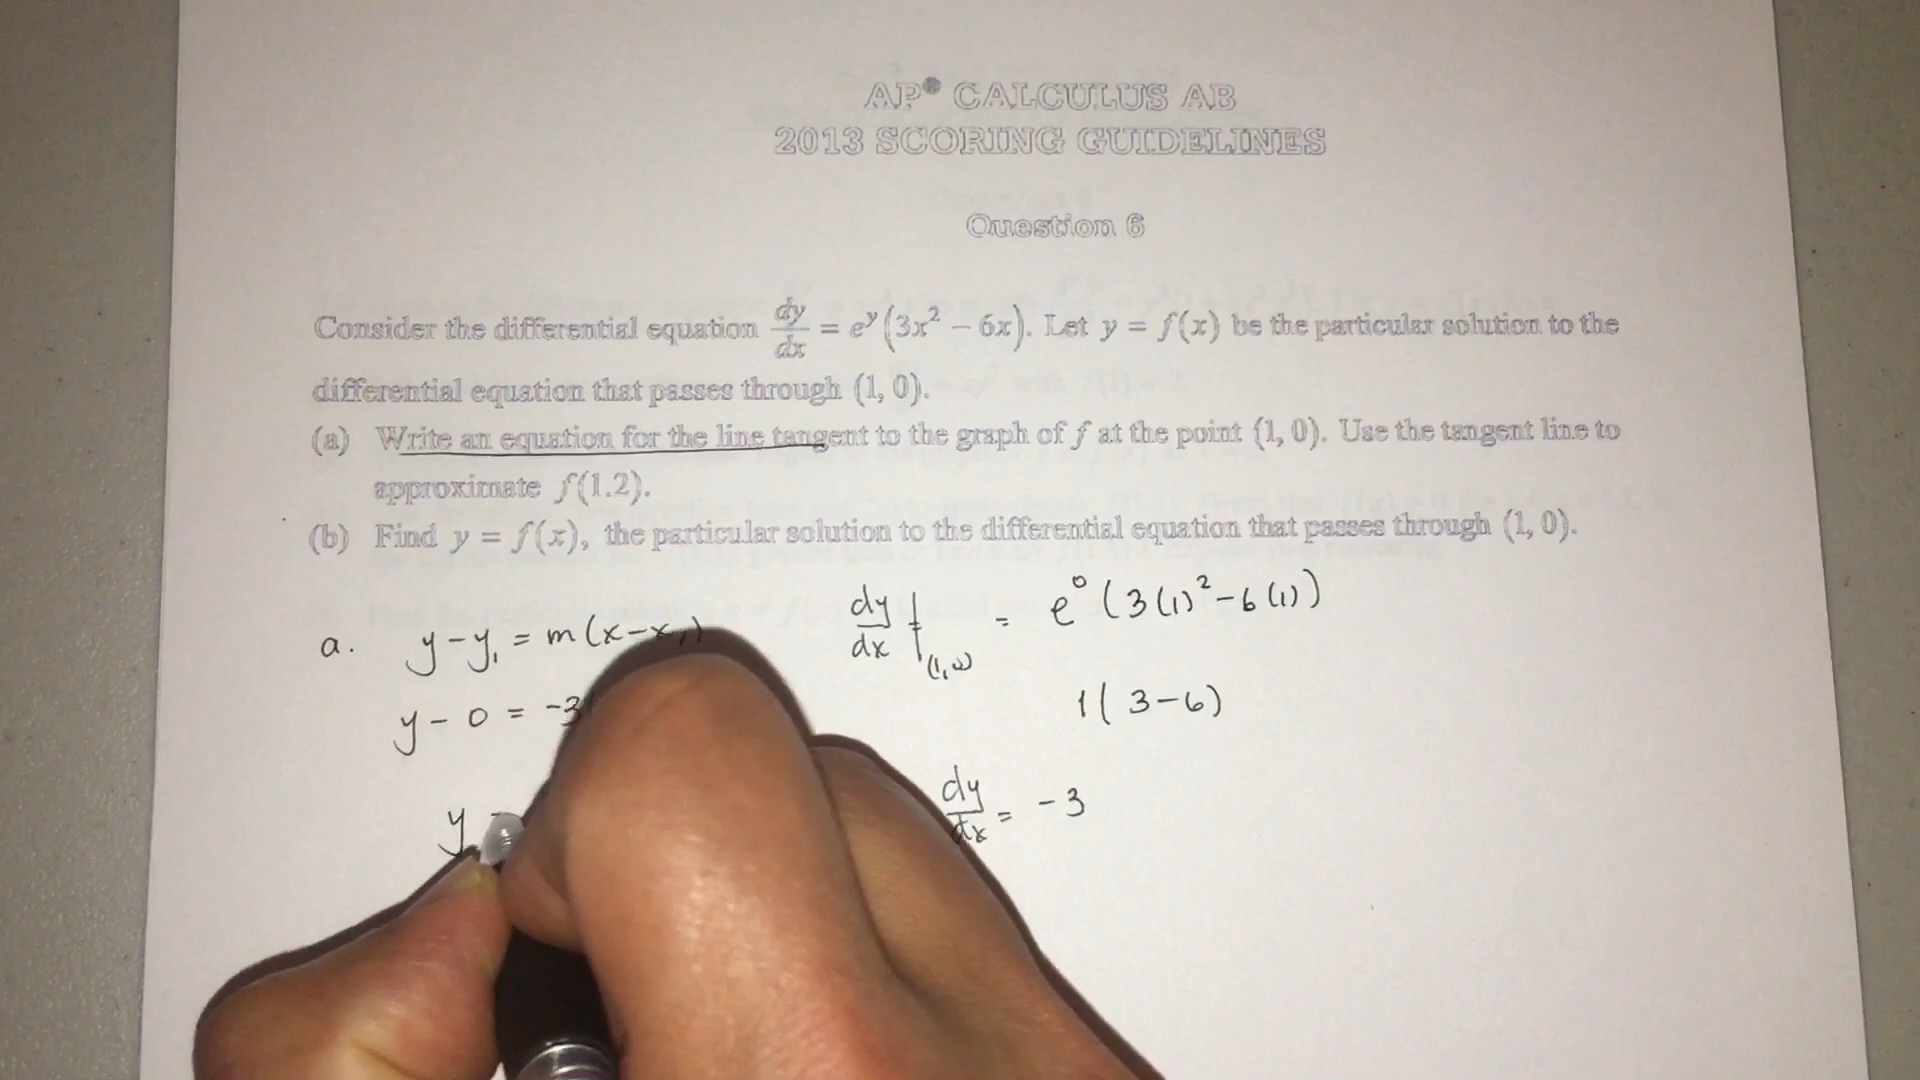 AP® CALCULUS AB
2013 SCORING GUIDELINES
Question 6
Consider the differential equation dy/dx = e^y(3x² − 6x). Let y = f(x) be the particular solution to the
differential equation that passes through (1, 0).
(a) Write an equation for the line tangent to the graph of f at the point (1, 0). Use the tangent line to
approximate f(1.2).
(b) Find y = f(x), the particular solution to the differential equation that passes through (1, 0).
a. y − y₁ = m(x − x₁)
y − 0 = −3
y
dy/dx |(1,0) = e⁰(3(1)² − 6(1))
1(3 − 6)
dy/dx = −3